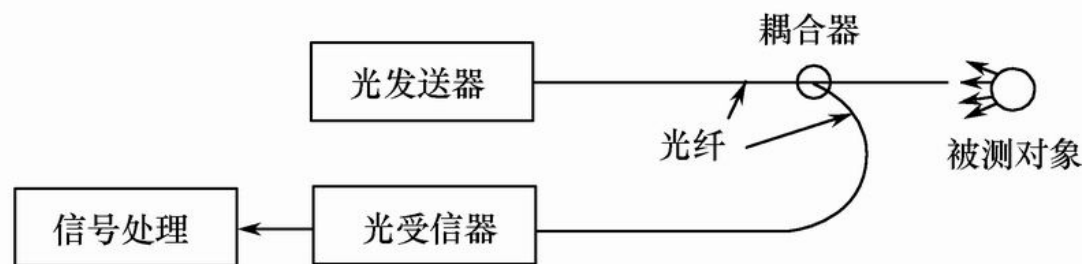 耦合器
光发送器
光纤
被测对象
信号处理
光受信器